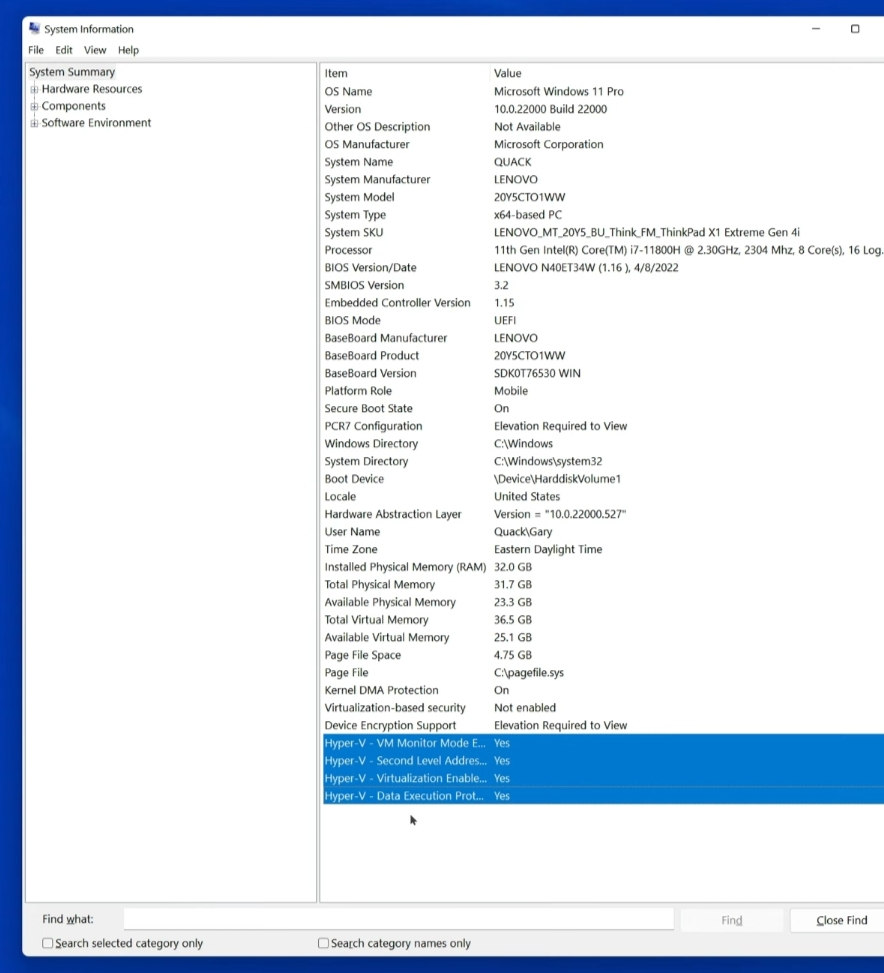 System Information
File Edit View Help
System Summary
Hardware Resources
Components
Software Environment
Item Value
OS Name Microsoft Windows 11 Pro
Version 10.0.22000 Build 22000
Other OS Description Not Available
OS Manufacturer Microsoft Corporation
System Name QUACK
System Manufacturer LENOVO
System Model 20Y5CTO1WW
System Type x64-based PC
System SKU LENOVO_MT_20Y5_BU_Think_FM_ThinkPad X1 Extreme Gen 4i
Processor 11th Gen Intel(R) Core(TM) i7-11800H @ 2.30GHz, 2304 Mhz, 8 Core(s), 16 Log.
BIOS Version/Date LENOVO N40ET34W (1.16 ), 4/8/2022
SMBIOS Version 3.2
Embedded Controller Version 1.15
BIOS Mode UEFI
BaseBoard Manufacturer LENOVO
BaseBoard Product 20Y5CTO1WW
BaseBoard Version SDK0T76530 WIN
Platform Role Mobile
Secure Boot State On
PCR7 Configuration Elevation Required to View
Windows Directory C:\Windows
System Directory C:\Windows\system32
Boot Device \Device\HarddiskVolume1
Locale United States
Hardware Abstraction Layer Version = "10.0.22000.527"
User Name Quack\Gary
Time Zone Eastern Daylight Time
Installed Physical Memory (RAM) 32.0 GB
Total Physical Memory 31.7 GB
Available Physical Memory 23.3 GB
Total Virtual Memory 36.5 GB
Available Virtual Memory 25.1 GB
Page File Space 4.75 GB
Page File C:\pagefile.sys
Kernel DMA Protection On
Virtualization-based security Not enabled
Device Encryption Support Elevation Required to View
Hyper-V - VM Monitor Mode E... Yes
Hyper-V - Second Level Addres... Yes
Hyper-V - Virtualization Enable... Yes
Hyper-V - Data Execution Prot... Yes
Find what: Find Close Find
Search selected category only Search category names only